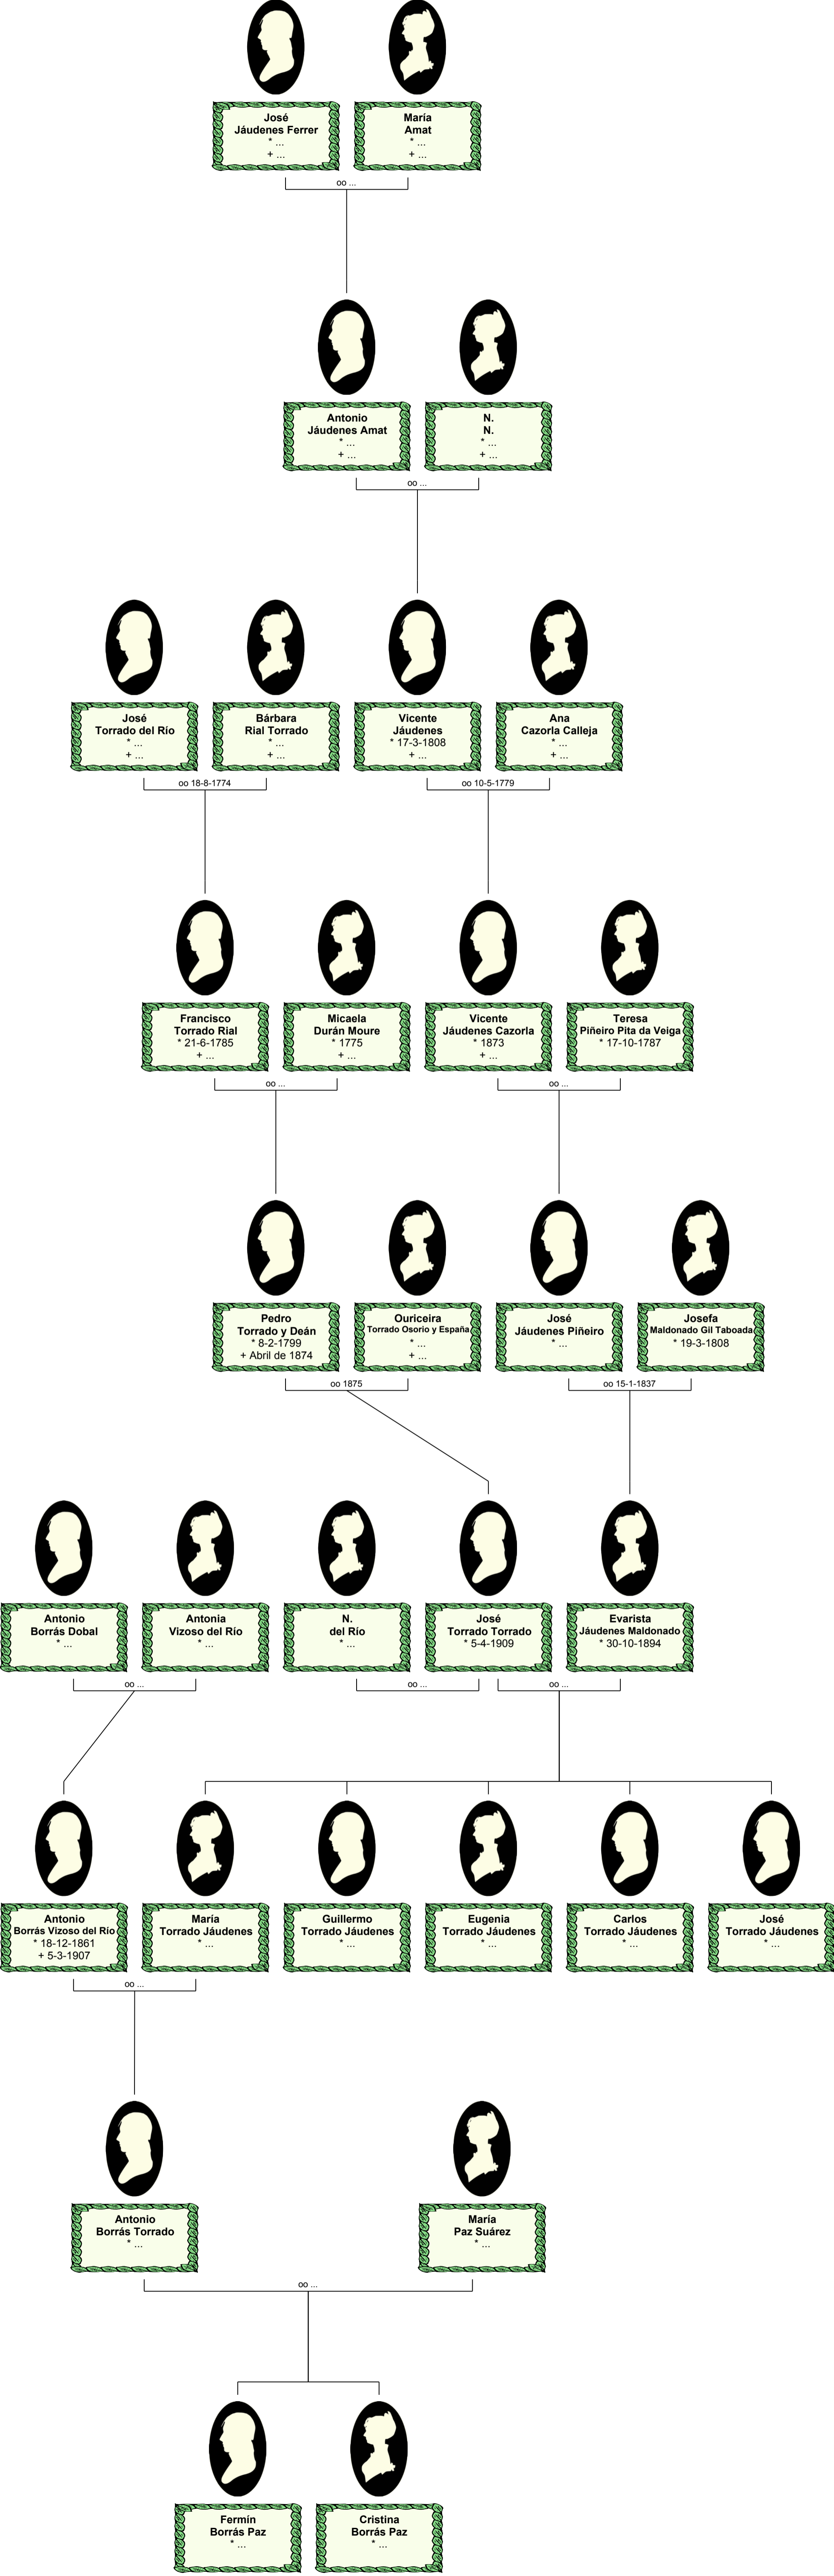 José
Jáudenes Ferrer
* ...
+ ...
María
Amat
* ...
+ ...
oo ...
Antonio
Jáudenes Amat
* ...
+ ...
N.
N.
* ...
+ ...
oo ...
José
Torrado del Río
* ...
+ ...
Bárbara
Rial Torrado
* ...
+ ...
Vicente
Jáudenes
* 17-3-1808
+ ...
Ana
Cazorla Calleja
* ...
+ ...
oo 18-8-1774
oo 10-5-1779
Francisco
Torrado Rial
* 21-6-1785
+ ...
Micaela
Durán Moure
* 1775
+ ...
Vicente
Jáudenes Cazorla
* 1873
+ ...
Teresa
Piñeiro Pita da Veiga
* 17-10-1787
oo ...
oo ...
Pedro
Torrado y Deán
* 8-2-1799
+ Abril de 1874
Ouriceira
Torrado Osorio y España
* ...
+ ...
José
Jáudenes Piñeiro
* ...
Josefa
Maldonado Gil Taboada
* 19-3-1808
oo 1875
oo 15-1-1837
Antonio
Borrás Dobal
* ...
Antonia
Vizoso del Río
* ...
N.
del Río
* ...
José
Torrado Torrado
* 5-4-1909
Evarista
Jáudenes Maldonado
* 30-10-1894
oo ...
oo ...
oo ...
Antonio
Borrás Vizoso del Río
* 18-12-1861
+ 5-3-1907
María
Torrado Jáudenes
* ...
Guillermo
Torrado Jáudenes
* ...
Eugenia
Torrado Jáudenes
* ...
Carlos
Torrado Jáudenes
* ...
José
Torrado Jáudenes
* ...
oo ...
Antonio
Borrás Torrado
* ...
María
Paz Suárez
* ...
oo ...
Fermín
Borrás Paz
* ...
Cristina
Borrás Paz
* ...